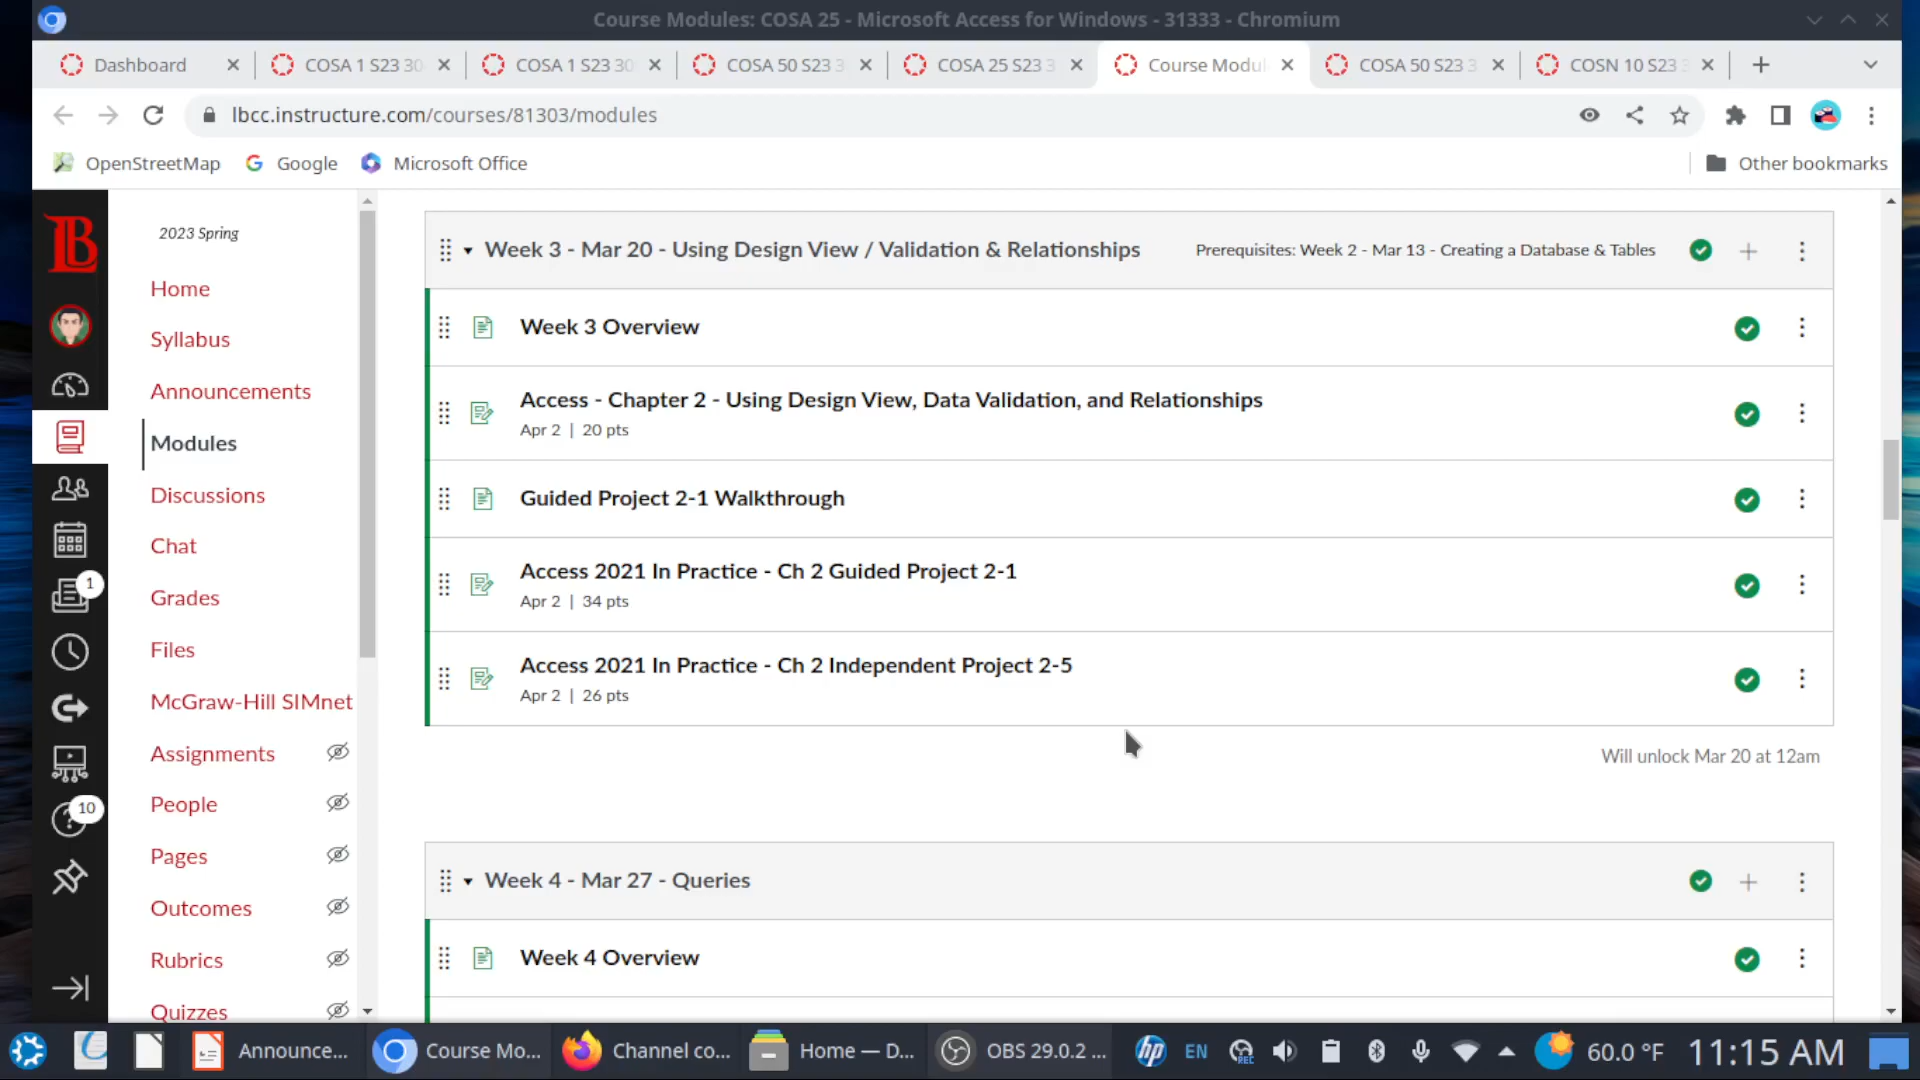 Course Modules: COSA 25 - Microsoft Access for Windows - 31333 - Chromium
Dashboard
COSA 1 S23 30
COSA 1 S23 30
COSA 50 S23 3
COSA 25 S23 3
Course Modul
COSA 50 S23 3
COSN 10 S23
lbcc.instructure.com/courses/81303/modules
OpenStreetMap
Google
Microsoft Office
Other bookmarks
LB
2023 Spring
Home
Syllabus
Announcements
Modules
Discussions
Chat
Grades
Files
McGraw-Hill SIMnet
Assignments
People
Pages
Outcomes
Rubrics
Quizzes
1
10
Week 3 - Mar 20 - Using Design View / Validation & Relationships
Prerequisites: Week 2 - Mar 13 - Creating a Database & Tables
Week 3 Overview
Access - Chapter 2 - Using Design View, Data Validation, and Relationships
Apr 2 | 20 pts
Guided Project 2-1 Walkthrough
Access 2021 In Practice - Ch 2 Guided Project 2-1
Apr 2 | 34 pts
Access 2021 In Practice - Ch 2 Independent Project 2-5
Apr 2 | 26 pts
Will unlock Mar 20 at 12am
Week 4 - Mar 27 - Queries
Week 4 Overview
Announce...
Course Mo...
Channel co...
Home — D...
OBS 29.0.2 ...
hp
EN
REC
60.0 °F
11:15 AM